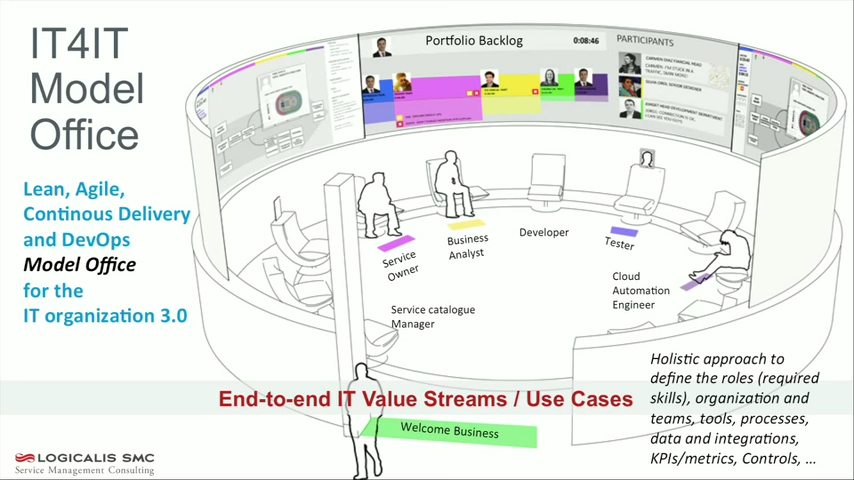 IT4IT
Model
Office
Lean, Agile,
Continous Delivery
and DevOps
Model Office
for the
IT organization 3.0
Portfolio Backlog
0:08:46
PARTICIPANTS
Service
Owner
Business
Analyst
Developer
Tester
Cloud
Automation
Engineer
Service catalogue
Manager
End-to-end IT Value Streams / Use Cases
Welcome Business
Holistic approach to
define the roles (required
skills), organization and
teams, tools, processes,
data and integrations,
KPIs/metrics, Controls, ...
LOGICALIS SMC
Service Management Consulting